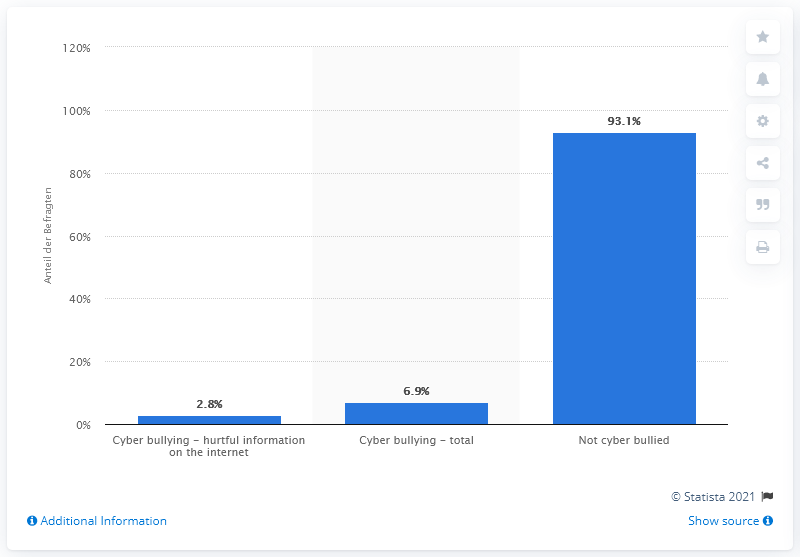 120%
100%
80%
60%
40%
20%
0%
Anteil der Befragten
2.8%
6.9%
93.1%
Cyber bullying - hurtful information
on the internet
Cyber bullying - total
Not cyber bullied
© Statista 2021
Additional Information
Show source